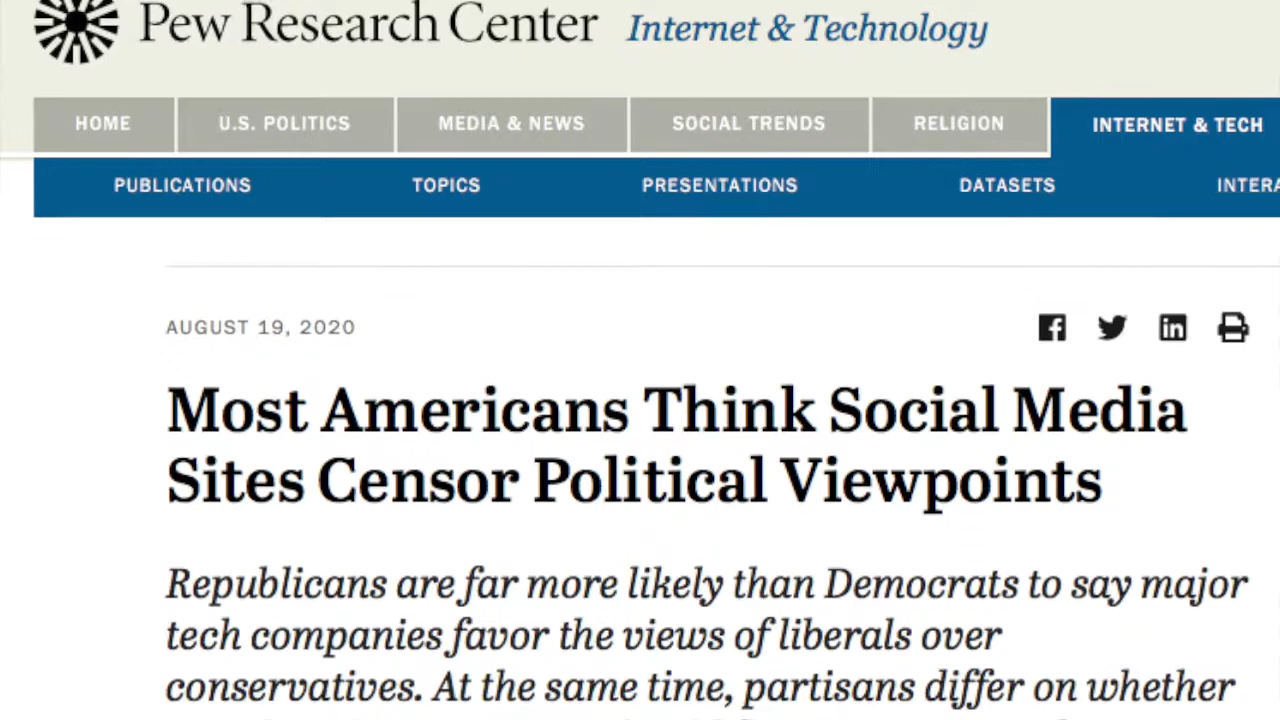 Pew Research Center Internet & Technology
HOME U.S. POLITICS MEDIA & NEWS SOCIAL TRENDS RELIGION INTERNET & TECH
PUBLICATIONS TOPICS PRESENTATIONS DATASETS
AUGUST 19, 2020
Most Americans Think Social Media
Sites Censor Political Viewpoints
Republicans are far more likely than Democrats to say major
tech companies favor the views of liberals over
conservatives. At the same time, partisans differ on whether